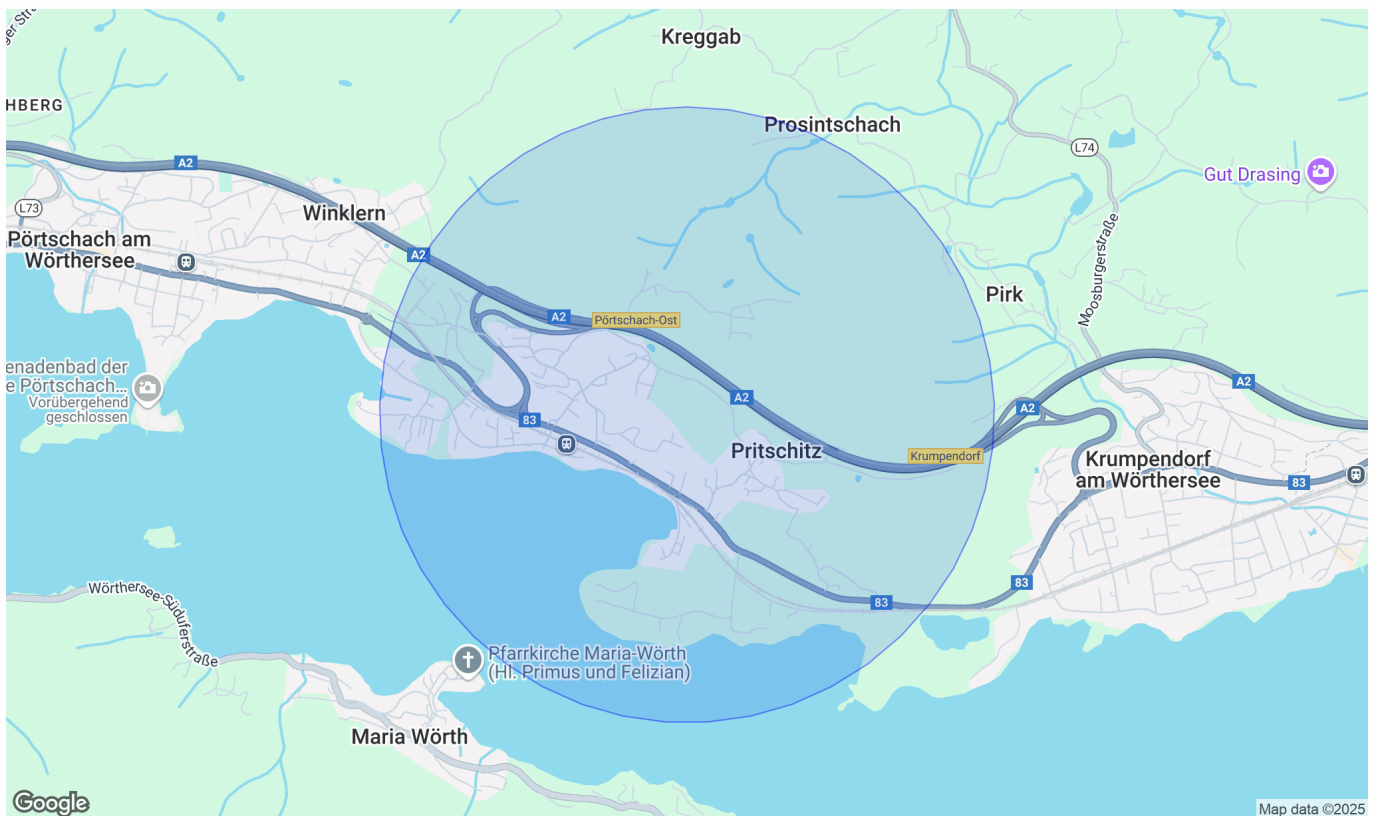 Kreggab
HBERG
Prosintschach
A2
L74
Gut Drasing
L73
Winklern
Pörtschach am
Wörthersee
A2
Moosburgerstraße
Pirk
A2
Pörtschach-Ost
enadenbad der
e Pörtschach...
Vorübergehend
geschlossen
A2
A2
A2
83
Pritschitz
Krumpendorf
Krumpendorf
am Wörthersee
83
Wörthersee-Süduferstraße
83
83
Pfarrkirche Maria-Wörth
(Hl. Primus und Felizian)
Maria Wörth
Google
Map data ©2025